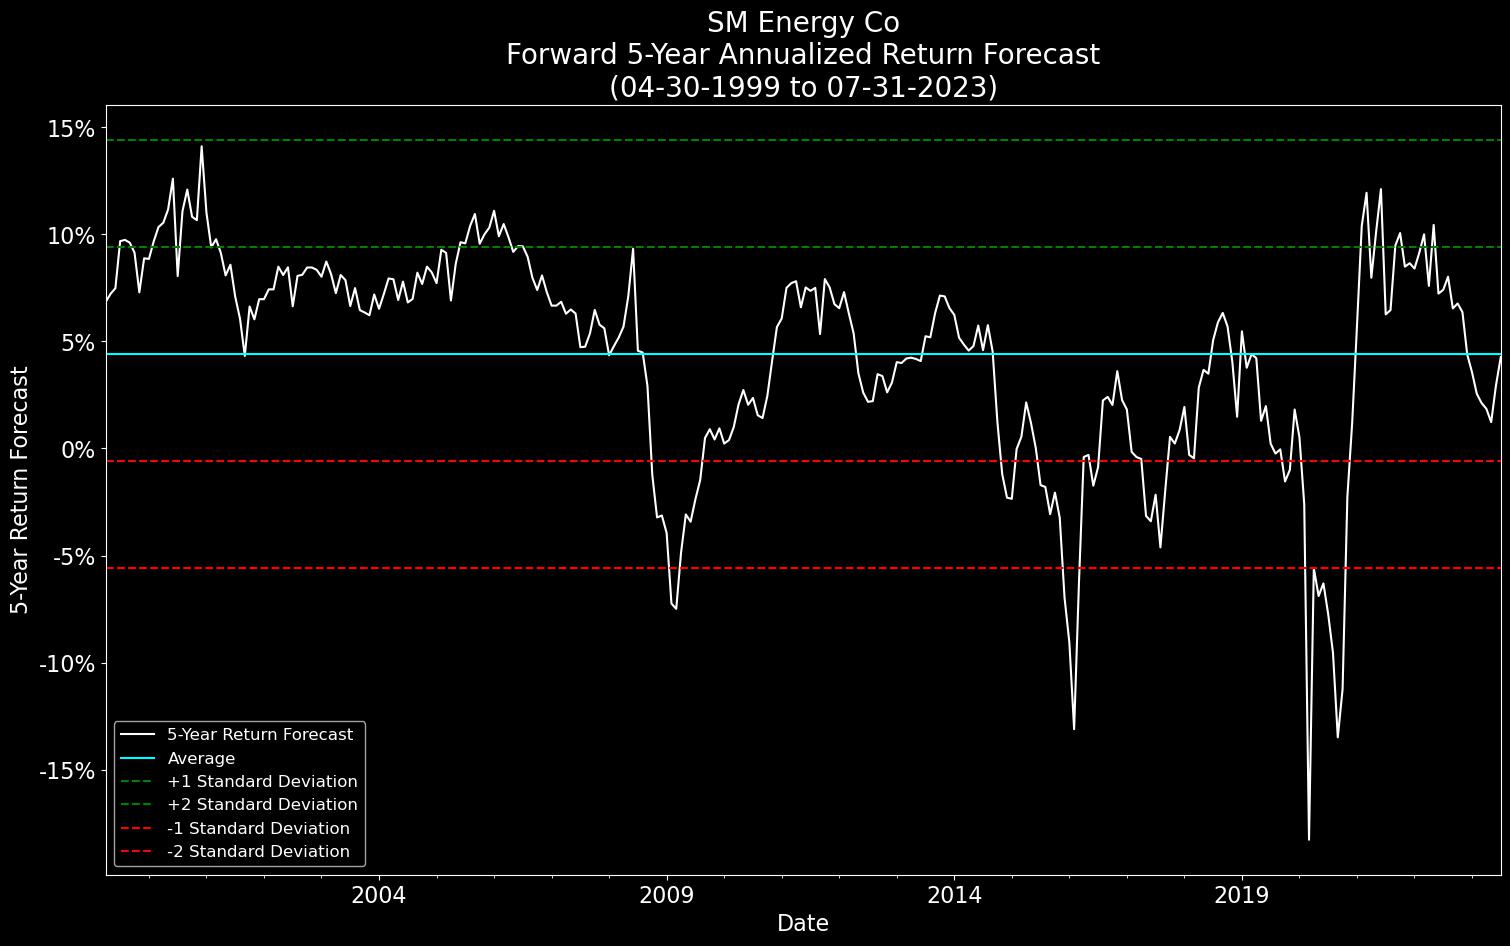 SM Energy Co
Forward 5-Year Annualized Return Forecast
(04-30-1999 to 07-31-2023)
5-Year Return Forecast
15%
10%
5%
0%
-5%
-10%
-15%
5-Year Return Forecast
Average
+1 Standard Deviation
+2 Standard Deviation
-1 Standard Deviation
-2 Standard Deviation
2004 2009 2014 2019
Date